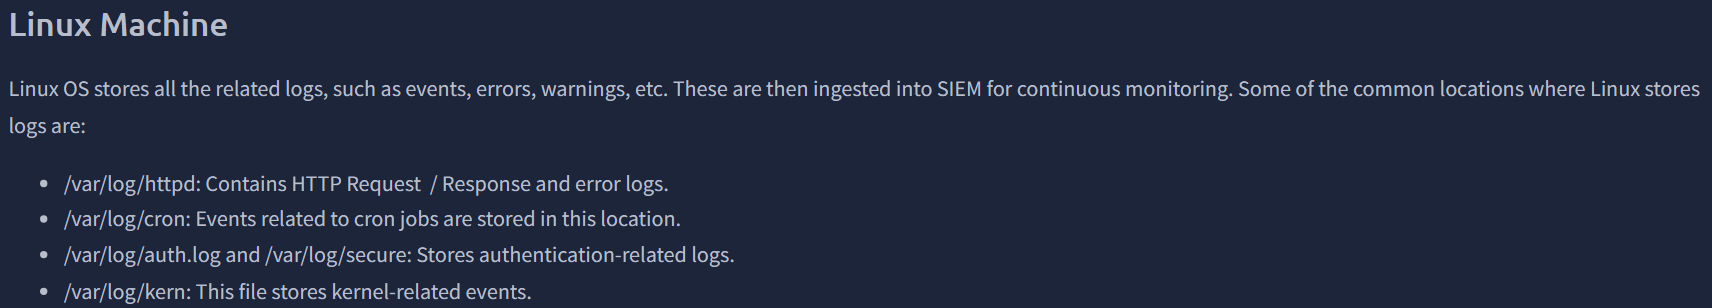 Linux Machine
Linux OS stores all the related logs, such as events, errors, warnings, etc. These are then ingested into SIEM for continuous monitoring. Some of the common locations where Linux stores
logs are:
• /var/log/httpd: Contains HTTP Request  / Response and error logs.
• /var/log/cron: Events related to cron jobs are stored in this location.
• /var/log/auth.log and /var/log/secure: Stores authentication-related logs.
• /var/log/kern: This file stores kernel-related events.